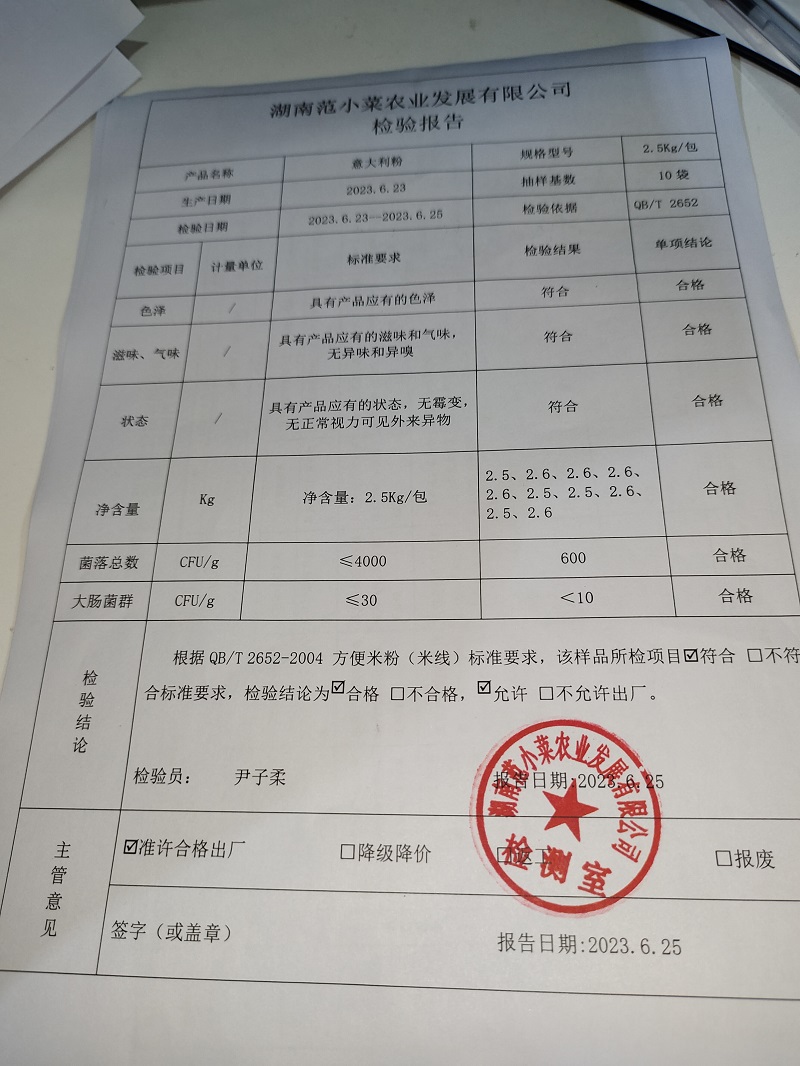 湖南范小菜农业发展有限公司
检验报告
产品名称 意大利粉 规格型号 2.5Kg/包
生产日期 2023.6.23 抽样基数 10 袋
检验日期 2023.6.23—2023.6.25 检验依据 QB/T 2652
检验项目 计量单位 标准要求 检验结果 单项结论
色泽 / 具有产品应有的色泽 符合 合格
滋味、气味 / 具有产品应有的滋味和气味，
无异味和异嗅 符合 合格
状态 / 具有产品应有的状态，无霉变，
无正常视力可见外来异物 符合 合格
净含量 Kg 净含量：2.5Kg/包 2.5、2.6、2.6、2.6、
2.6、2.5、2.5、2.6、
2.5、2.6 合格
菌落总数 CFU/g ≤4000 600 合格
大肠菌群 CFU/g ≤30 <10 合格
检验结论
根据 QB/T 2652-2004 方便米粉（米线）标准要求，该样品所检项目☑符合 □不符
合标准要求，检验结论为☑合格 □不合格，☑允许 □不允许出厂。
检验员： 尹子柔 报告日期:2023.6.25
主管意见
☑准许合格出厂 □降级降价 □返工 □报废
签字（或盖章） 报告日期:2023.6.25
湖南范小菜农业发展有限公司
检测室